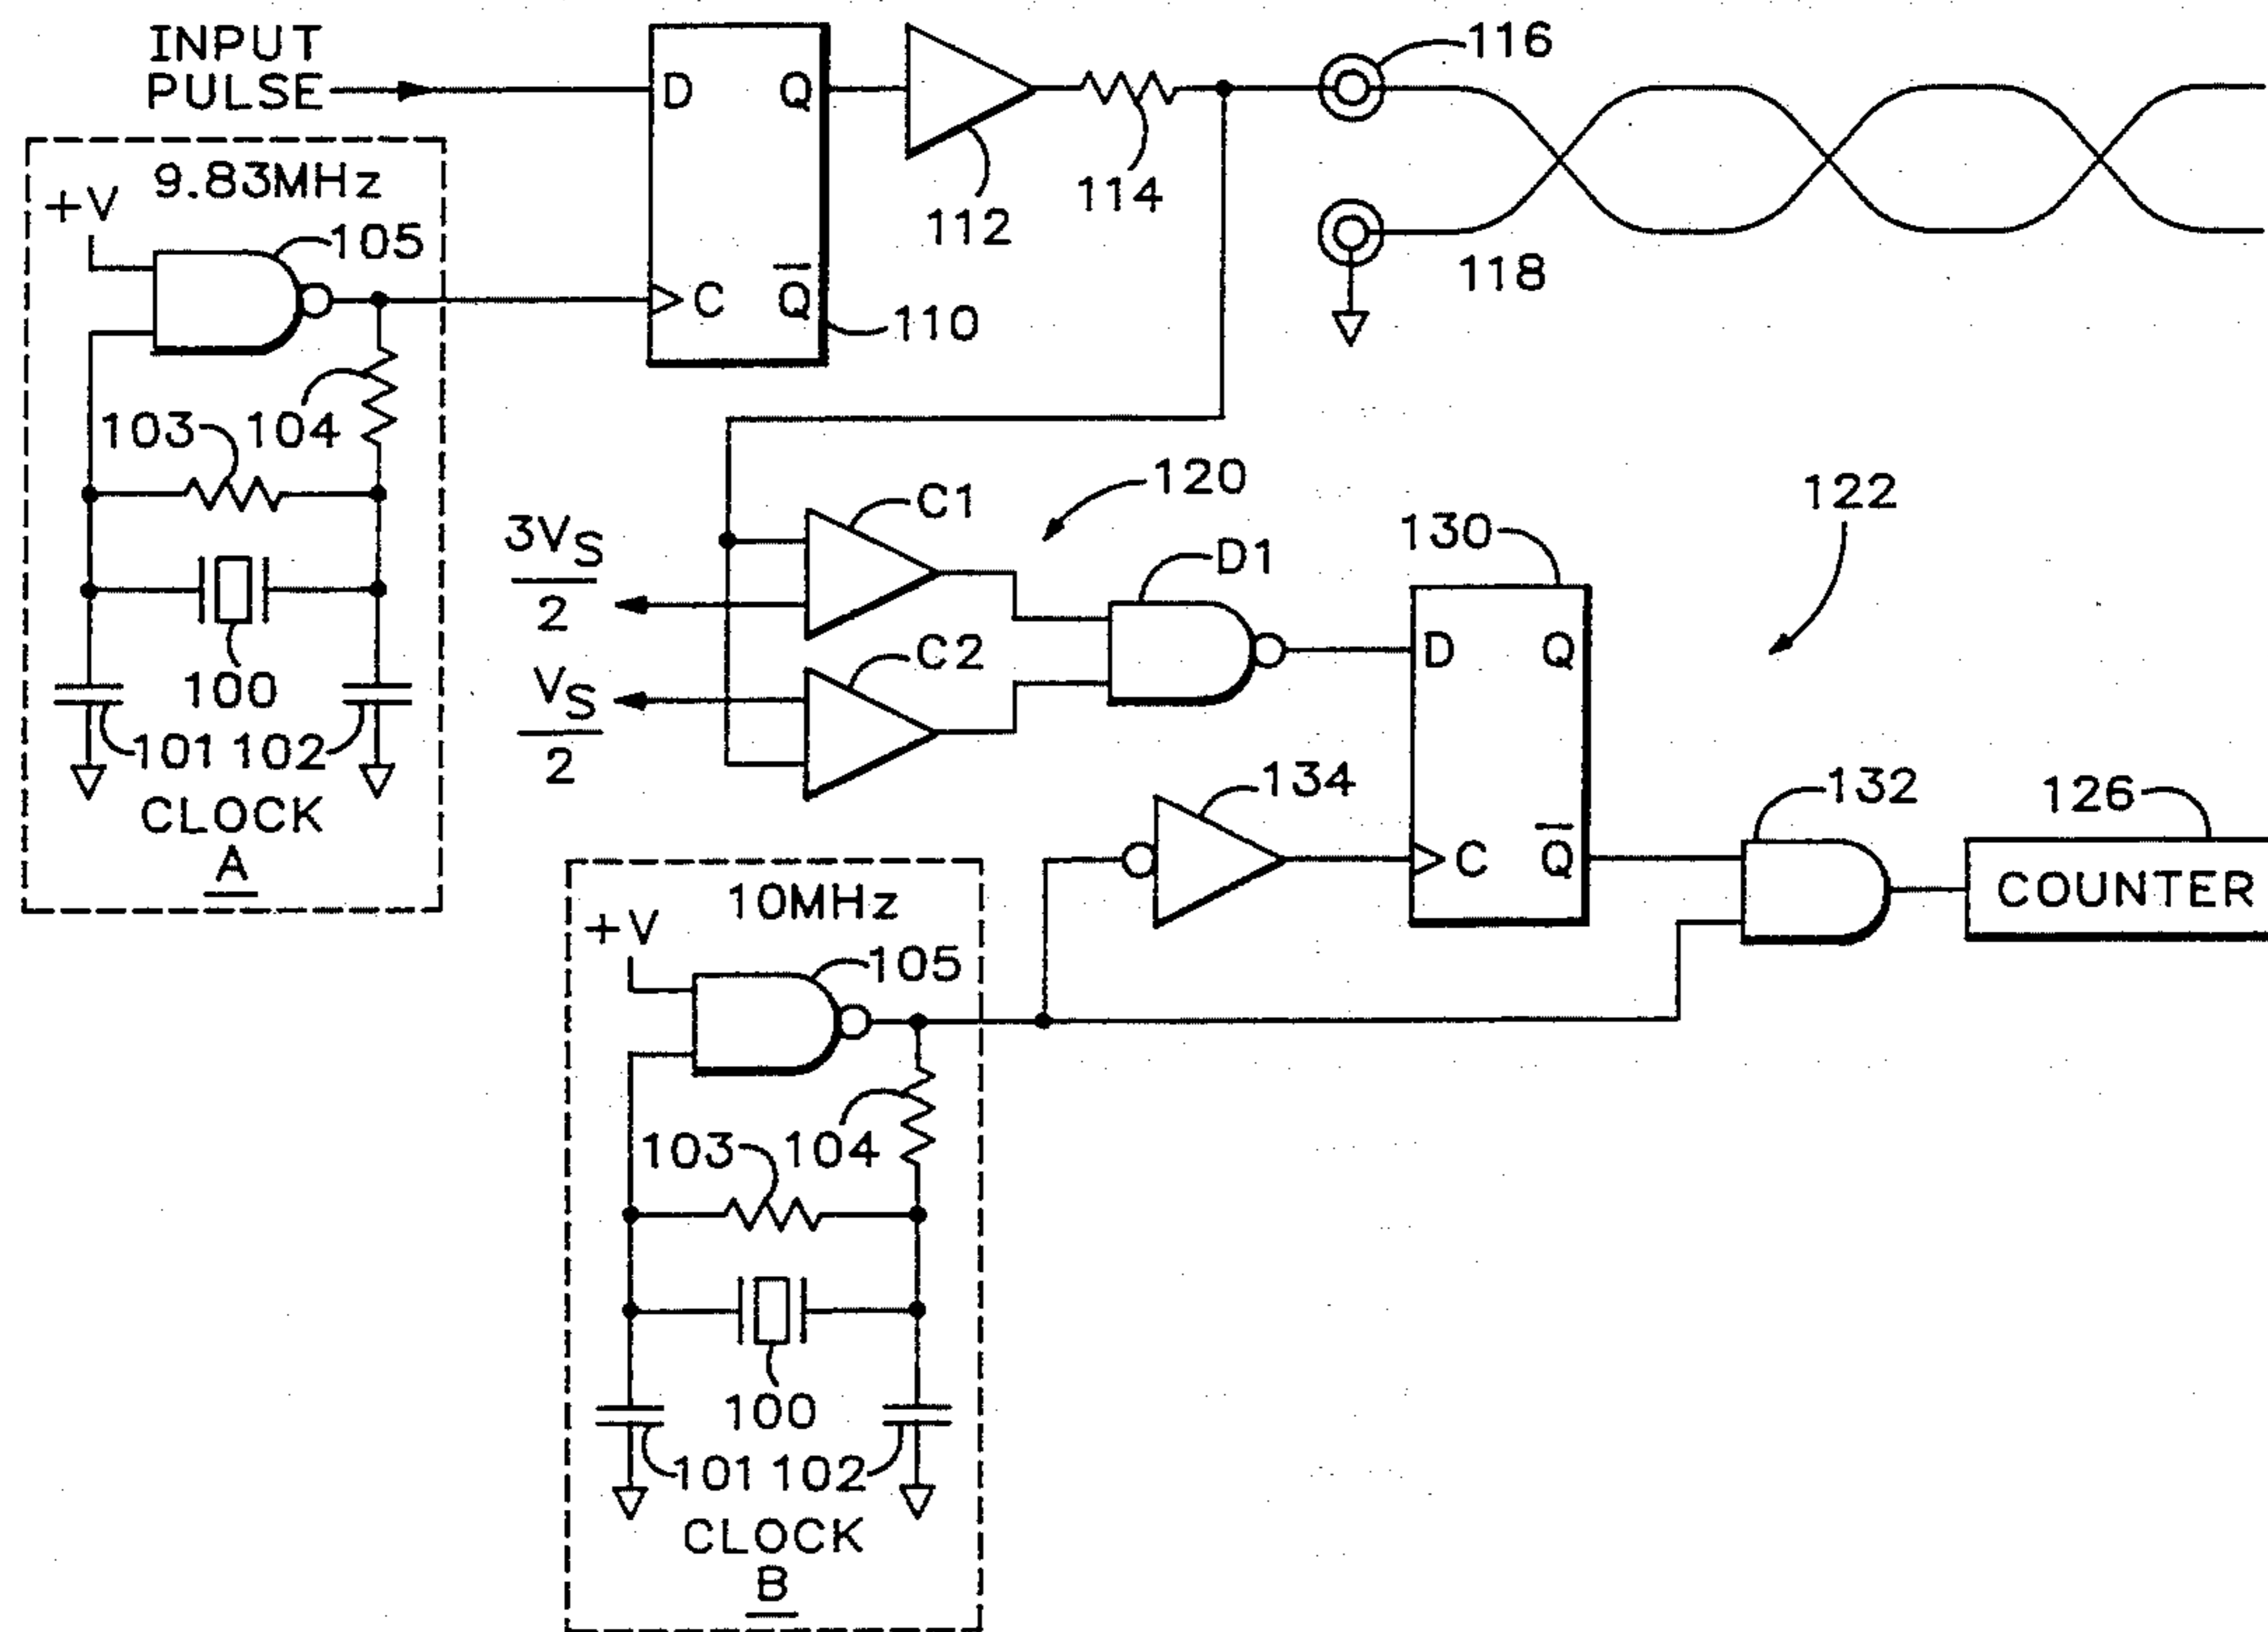 INPUT
PULSE
D
Q
C
Q̅
110
112
114
116
118
9.83MHz
+V
105
103
104
100
101
102
CLOCK
A
3VS
2
VS
2
C1
C2
120
D1
130
122
D
Q
C
Q̅
134
132
126
COUNTER
10MHz
+V
105
103
104
100
101
102
CLOCK
B